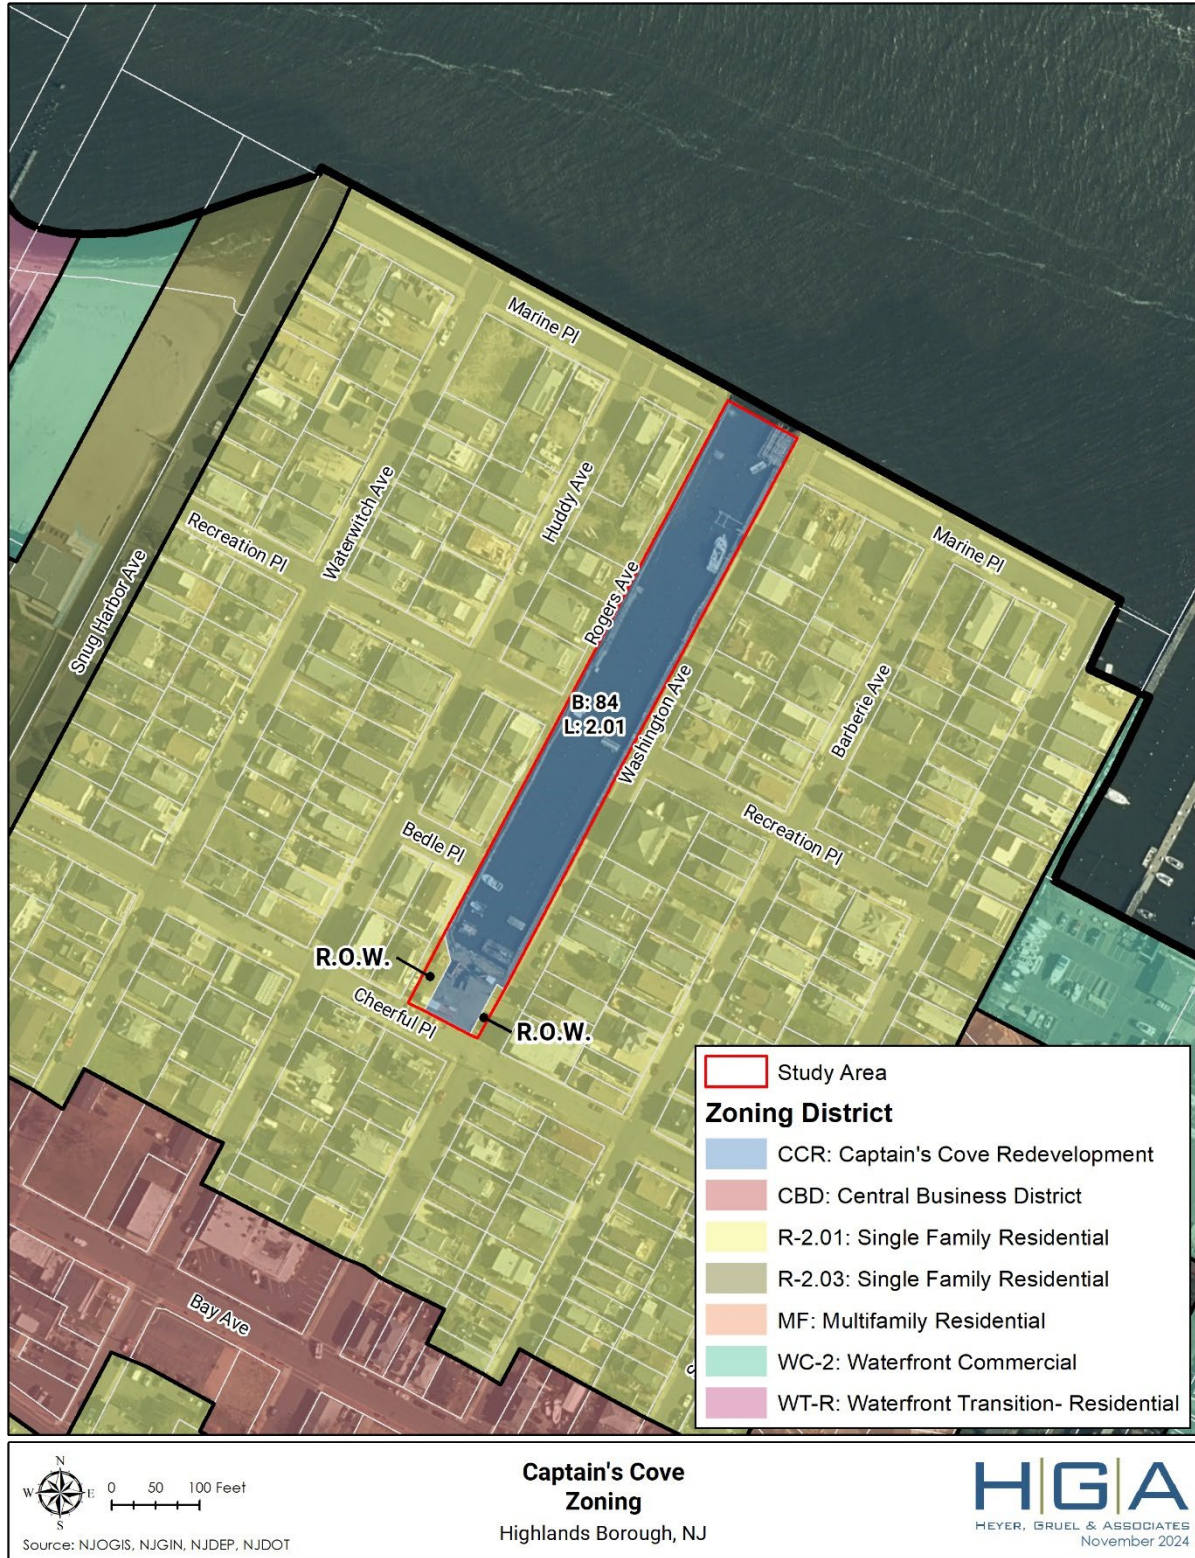 Marine Pl
Huddy Ave
Waterwitch Ave
Recreation Pl
Snug Harbor Ave
Rogers Ave
Marine Pl
B: 84
L: 2.01
Washington Ave
Barberie Ave
Recreation Pl
Bedle Pl
R.O.W.
Cheerful Pl
R.O.W.
Bay Ave
S
Study Area
Zoning District
CCR: Captain's Cove Redevelopment
CBD: Central Business District
R-2.01: Single Family Residential
R-2.03: Single Family Residential
MF: Multifamily Residential
WC-2: Waterfront Commercial
WT-R: Waterfront Transition- Residential
N
W E
S
0 50 100 Feet
Source: NJOGIS, NJGIN, NJDEP, NJDOT
Captain's Cove
Zoning
Highlands Borough, NJ
H|G|A
HEYER, GRUEL & ASSOCIATES
November 2024